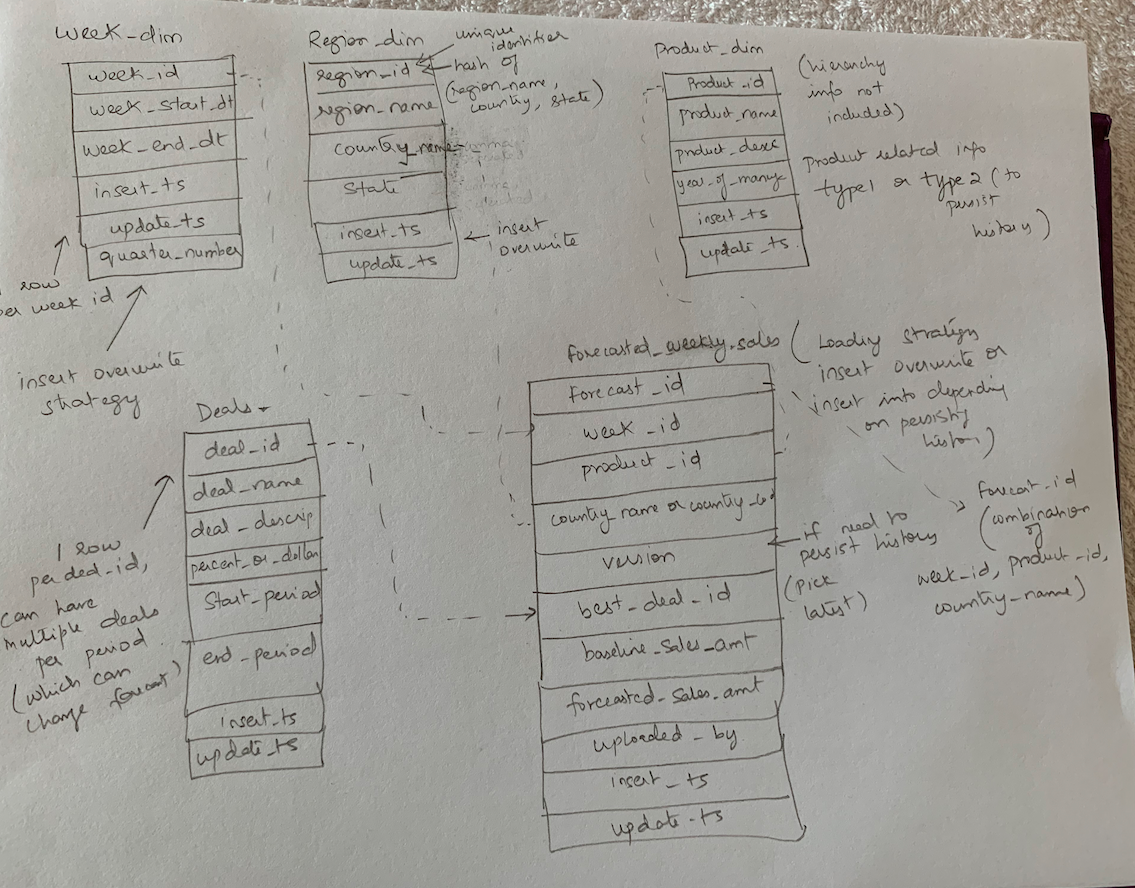 week_dim
week_id
week_start_dt
week_end_dt
insert_ts
update_ts
quarter_number
row
per week id
insert overwrite
strategy
Region_dim
unique
identifier
hash of
(region_name,
country, state)
region_id
region_name
country_name
State
insert_ts
update_ts
insert
overwrite
Product_dim
Product_id
product_name
product_desc
year_of_manuf
insert_ts
update_ts
(hierarchy
info not
included)
product related info
type1 or type2 (to
persist
history)
Deals
deal_id
deal_name
deal_descrip
percent_or_dollar
Start_period
end_period
insert_ts
update_ts
1 row
per deal_id,
can have
multiple deals
per period
(which can
change forecast)
forecasted_weekly_sales
forecast_id
week_id
product_id
country_name or country_cd
version
best_deal_id
baseline_sales_amt
forecasted_sales_amt
uploaded_by
insert_ts
update_ts
(Loading strategy
insert overwrite or
insert into depending
on persisting
history)
if need to
persist history
(pick
latest)
forecast_id
(combination
of
week_id, product_id,
country_name)